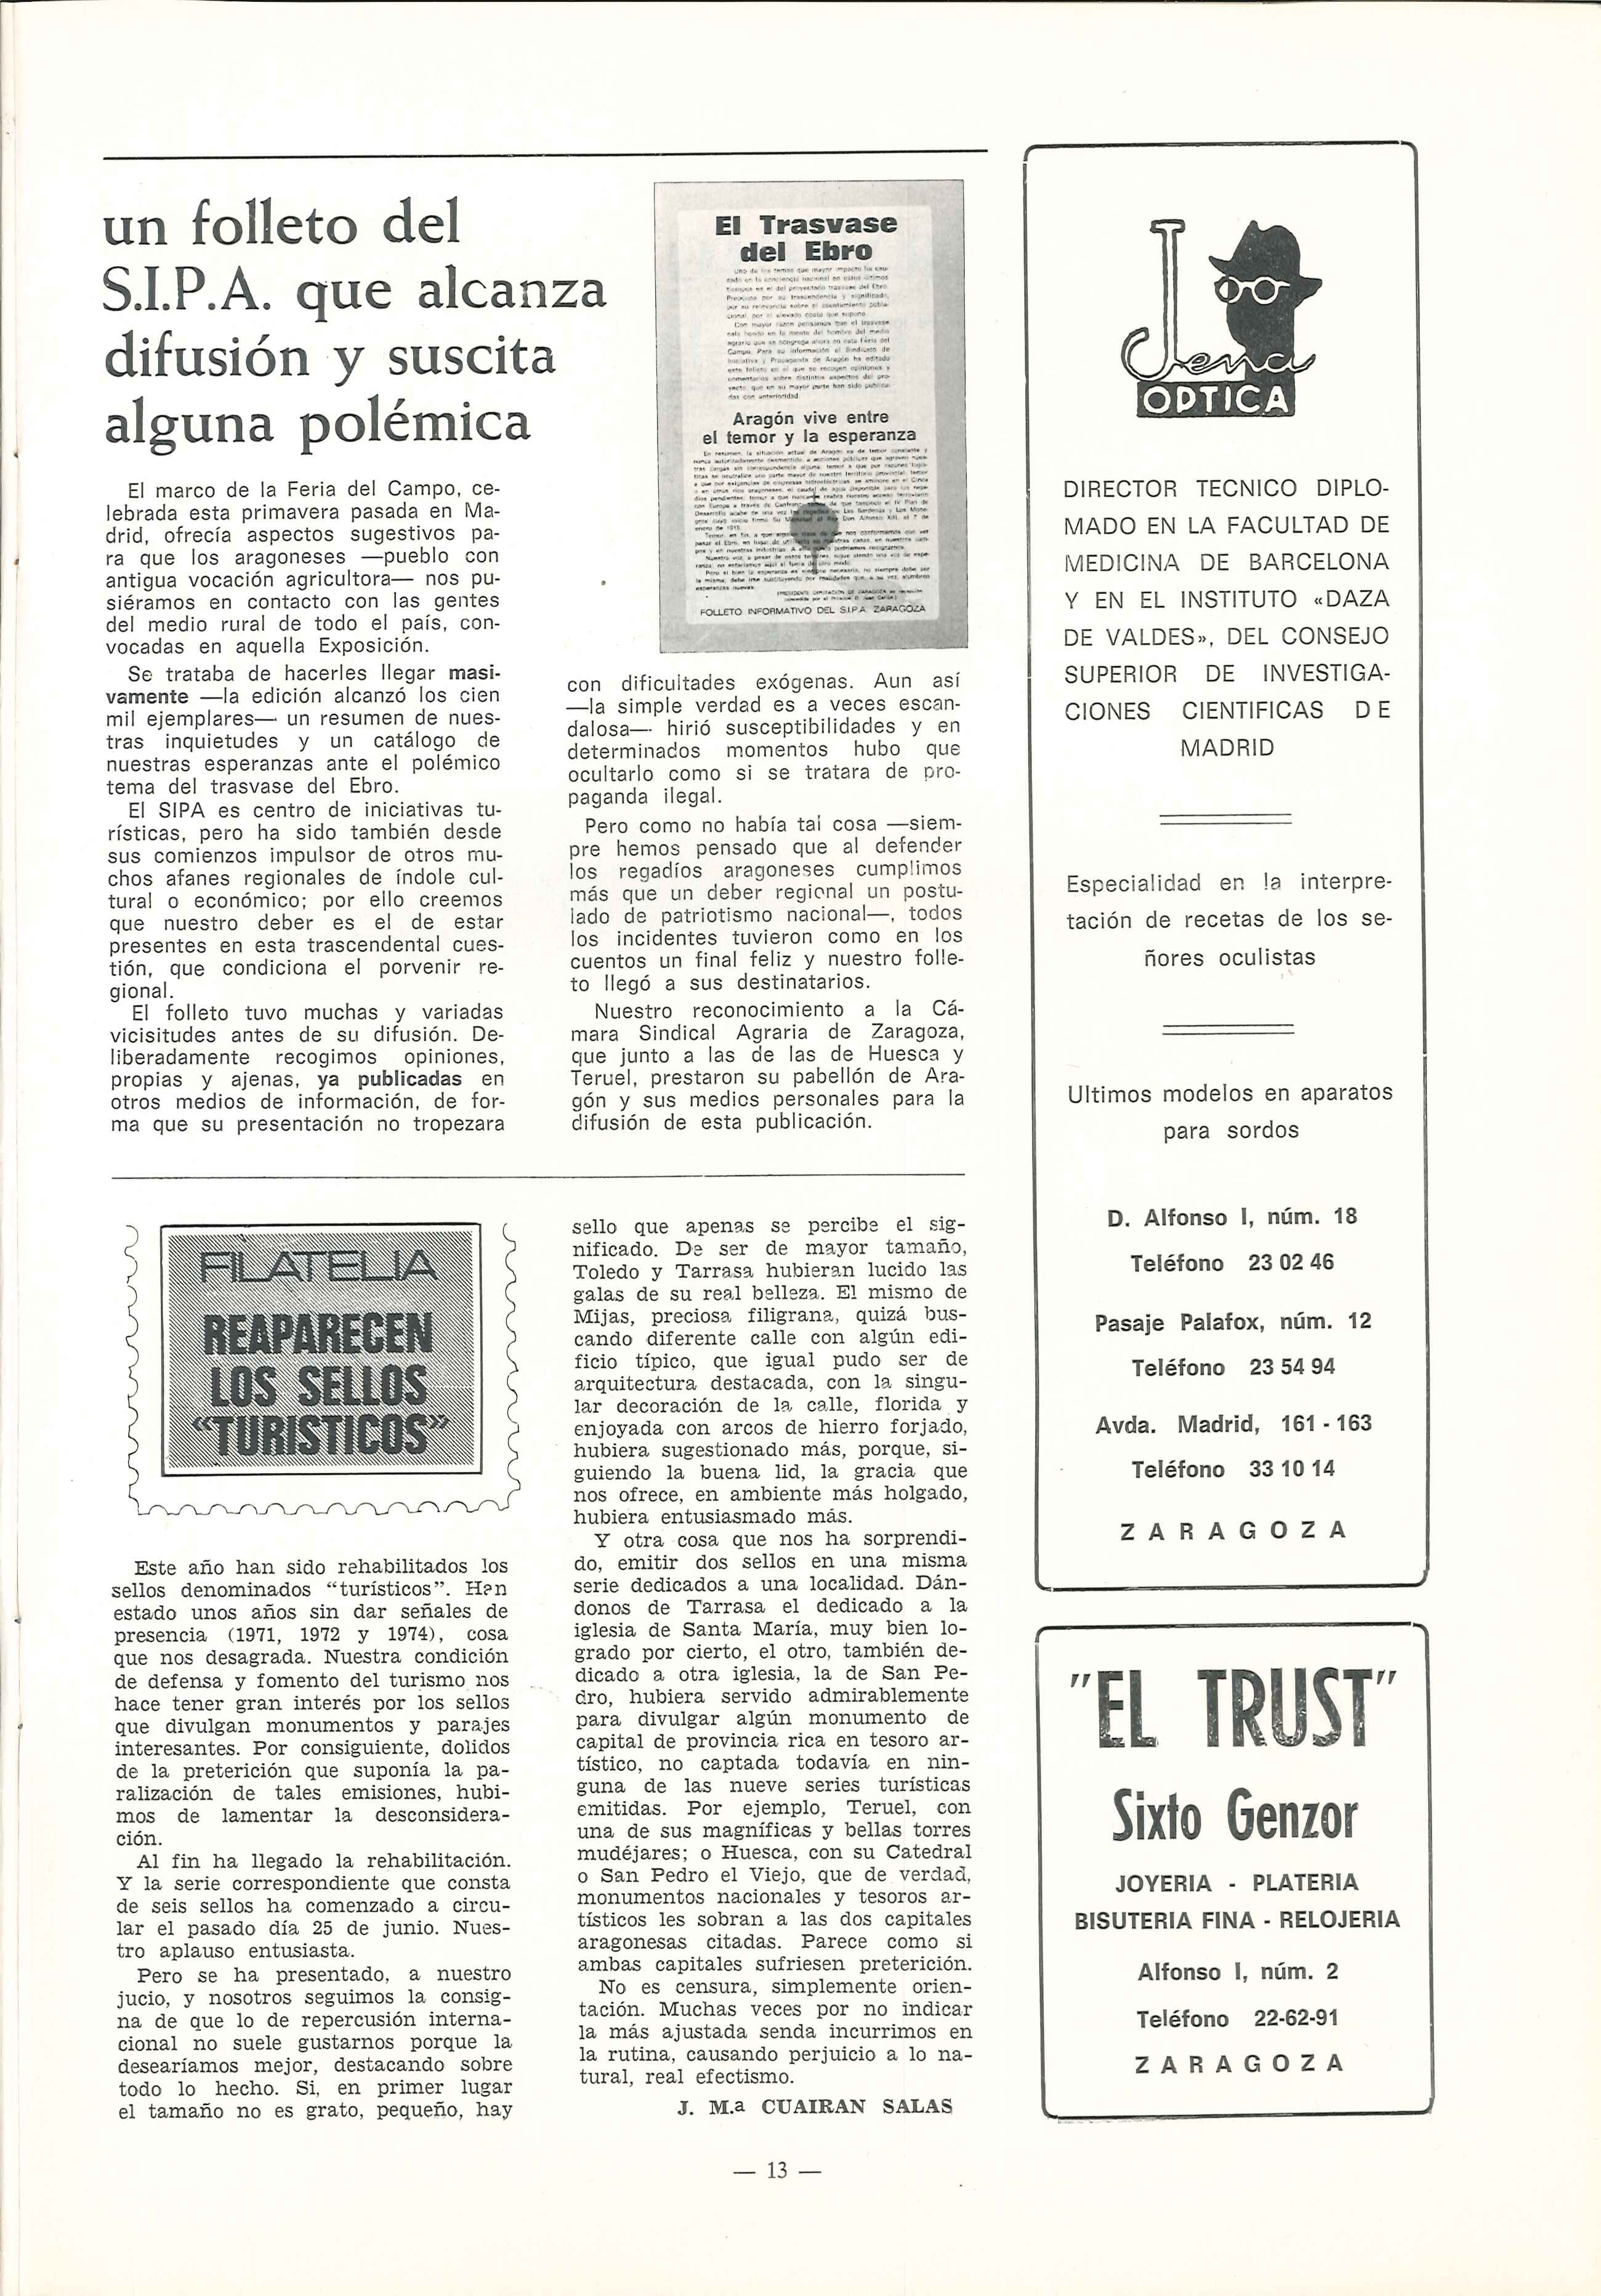 un folleto del
S.I.P.A. que alcanza
difusión y suscita
alguna polémica
El marco de la Feria del Campo, ce-
lebrada esta primavera pasada en Ma-
drid, ofrecía aspectos sugestivos pa-
ra que los aragoneses —pueblo con
antigua vocación agricultora— nos pu-
siéramos en contacto con las gentes
del medio rural de todo el país, con-
vocadas en aquella Exposición.
Se trataba de hacerles llegar masi-
vamente —la edición alcanzó los cien
mil ejemplares— un resumen de nues-
tras inquietudes y un catálogo de
nuestras esperanzas ante el polémico
tema del trasvase del Ebro.
El SIPA es centro de iniciativas tu-
rísticas, pero ha sido también desde
sus comienzos impulsor de otros mu-
chos afanes regionales de índole cul-
tural o económico; por ello creemos
que nuestro deber es el de estar
presentes en esta trascendental cues-
tión, que condiciona el porvenir re-
gional.
El folleto tuvo muchas y variadas
vicisitudes antes de su difusión. De-
liberadamente recogimos opiniones,
propias y ajenas, ya publicadas en
otros medios de información, de for-
ma que su presentación no tropezara
El Trasvase
del Ebro
Aragón vive entre
el temor y la esperanza
FOLLETO INFORMATIVO DEL S.I.P.A. ZARAGOZA
con dificultades exógenas. Aun así
—la simple verdad es a veces escan-
dalosa— hirió susceptibilidades y en
determinados momentos hubo que
ocultarlo como si se tratara de pro-
paganda ilegal.
Pero como no había tal cosa —siem-
pre hemos pensado que al defender
los regadíos aragoneses cumplimos
más que un deber regional un postu-
lado de patriotismo nacional—, todos
los incidentes tuvieron como en los
cuentos un final feliz y nuestro folle-
to llegó a sus destinatarios.
Nuestro reconocimiento a la Cá-
mara Sindical Agraria de Zaragoza,
que junto a las de las de Huesca y
Teruel, prestaron su pabellón de Ara-
gón y sus medios personales para la
difusión de esta publicación.
FILATELIA
REAPARECEN
LOS SELLOS
«TURISTICOS»
Este año han sido rehabilitados los
sellos denominados "turísticos". Han
estado unos años sin dar señales de
presencia (1971, 1972 y 1974), cosa
que nos desagrada. Nuestra condición
de defensa y fomento del turismo nos
hace tener gran interés por los sellos
que divulgan monumentos y parajes
interesantes. Por consiguiente, dolidos
de la preterición que suponía la pa-
ralización de tales emisiones, hubi-
mos de lamentar la desconsidera-
ción.
Al fin ha llegado la rehabilitación.
Y la serie correspondiente que consta
de seis sellos ha comenzado a circu-
lar el pasado día 25 de junio. Nues-
tro aplauso entusiasta.
Pero se ha presentado, a nuestro
jucio, y nosotros seguimos la consig-
na de que lo de repercusión interna-
cional no suele gustarnos porque la
desearíamos mejor, destacando sobre
todo lo hecho. Si, en primer lugar
el tamaño no es grato, pequeño, hay
sello que apenas se percibe el sig-
nificado. De ser de mayor tamaño,
Toledo y Tarrasa hubieran lucido las
galas de su real belleza. El mismo de
Mijas, preciosa filigrana, quizá bus-
cando diferente calle con algún edi-
ficio típico, que igual pudo ser de
arquitectura destacada, con la singu-
lar decoración de la calle, florida y
enjoyada con arcos de hierro forjado,
hubiera sugestionado más, porque, si-
guiendo la buena lid, la gracia que
nos ofrece, en ambiente más holgado,
hubiera entusiasmado más.
Y otra cosa que nos ha sorprendi-
do, emitir dos sellos en una misma
serie dedicados a una localidad. Dán-
donos de Tarrasa el dedicado a la
iglesia de Santa María, muy bien lo-
grado por cierto, el otro, también de-
dicado a otra iglesia, la de San Pe-
dro, hubiera servido admirablemente
para divulgar algún monumento de
capital de provincia rica en tesoro ar-
tístico, no captada todavía en nin-
guna de las nueve series turísticas
emitidas. Por ejemplo, Teruel, con
una de sus magníficas y bellas torres
mudéjares; o Huesca, con su Catedral
o San Pedro el Viejo, que de verdad,
monumentos nacionales y tesoros ar-
tísticos les sobran a las dos capitales
aragonesas citadas. Parece como si
ambas capitales sufriesen preterición.
No es censura, simplemente orien-
tación. Muchas veces por no indicar
la más ajustada senda incurrimos en
la rutina, causando perjuicio a lo na-
tural, real efectismo.
J. M.ª CUAIRAN SALAS
Jena
OPTICA
DIRECTOR TECNICO DIPLO-
MADO EN LA FACULTAD DE
MEDICINA DE BARCELONA
Y EN EL INSTITUTO «DAZA
DE VALDES», DEL CONSEJO
SUPERIOR DE INVESTIGA-
CIONES CIENTIFICAS DE
MADRID
Especialidad en la interpre-
tación de recetas de los se-
ñores oculistas
Ultimos modelos en aparatos
para sordos
D. Alfonso I, núm. 18
Teléfono 23 02 46
Pasaje Palafox, núm. 12
Teléfono 23 54 94
Avda. Madrid, 161 - 163
Teléfono 33 10 14
ZARAGOZA
"EL TRUST"
Sixto Genzor
JOYERIA - PLATERIA
BISUTERIA FINA - RELOJERIA
Alfonso I, núm. 2
Teléfono 22-62-91
ZARAGOZA
— 13 —